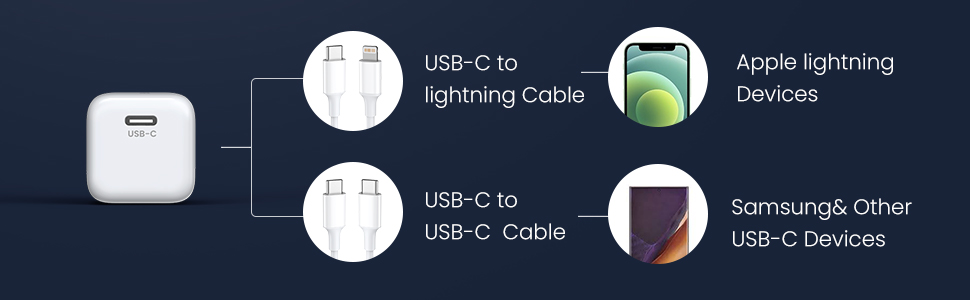 USB-C
USB-C to
lightning Cable
Apple lightning
Devices
USB-C to
USB-C Cable
Samsung& Other
USB-C Devices